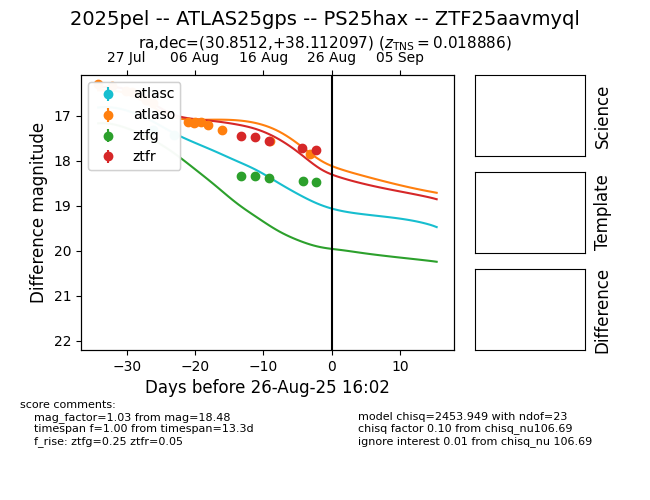 2025pel -- ATLAS25gps -- PS25hax -- ZTF25aavmyql
ra,dec=(30.8512,+38.112097) (z_TNS = 0.018886)
27 Jul 06 Aug 16 Aug 26 Aug 05 Sep
atlasc
atlaso
ztfg
ztfr
Difference magnitude
17
18
19
20
21
22
−30 −20 −10 0 10
Days before 26-Aug-25 16:02
Science
Template
Difference
score comments:
mag_factor=1.03 from mag=18.48
timespan f=1.00 from timespan=13.3d
f_rise: ztfg=0.25 ztfr=0.05
model chisq=2453.949 with ndof=23
chisq factor 0.10 from chisq_nu106.69
ignore interest 0.01 from chisq_nu 106.69